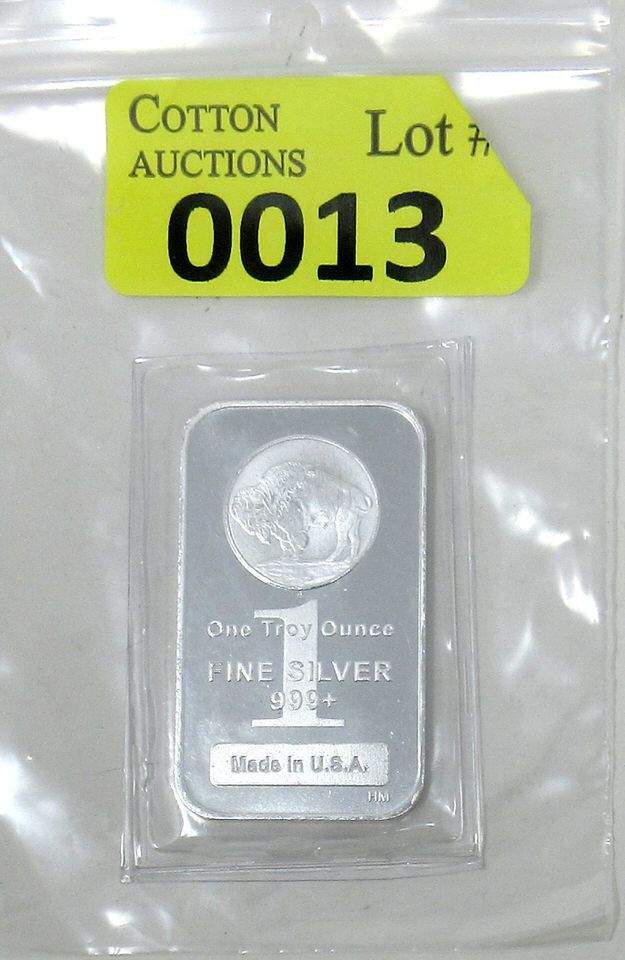 COTTON
AUCTIONS
Lot #
0013
One Troy Ounce
1
FINE SILVER
999+
Made in U.S.A.
HM